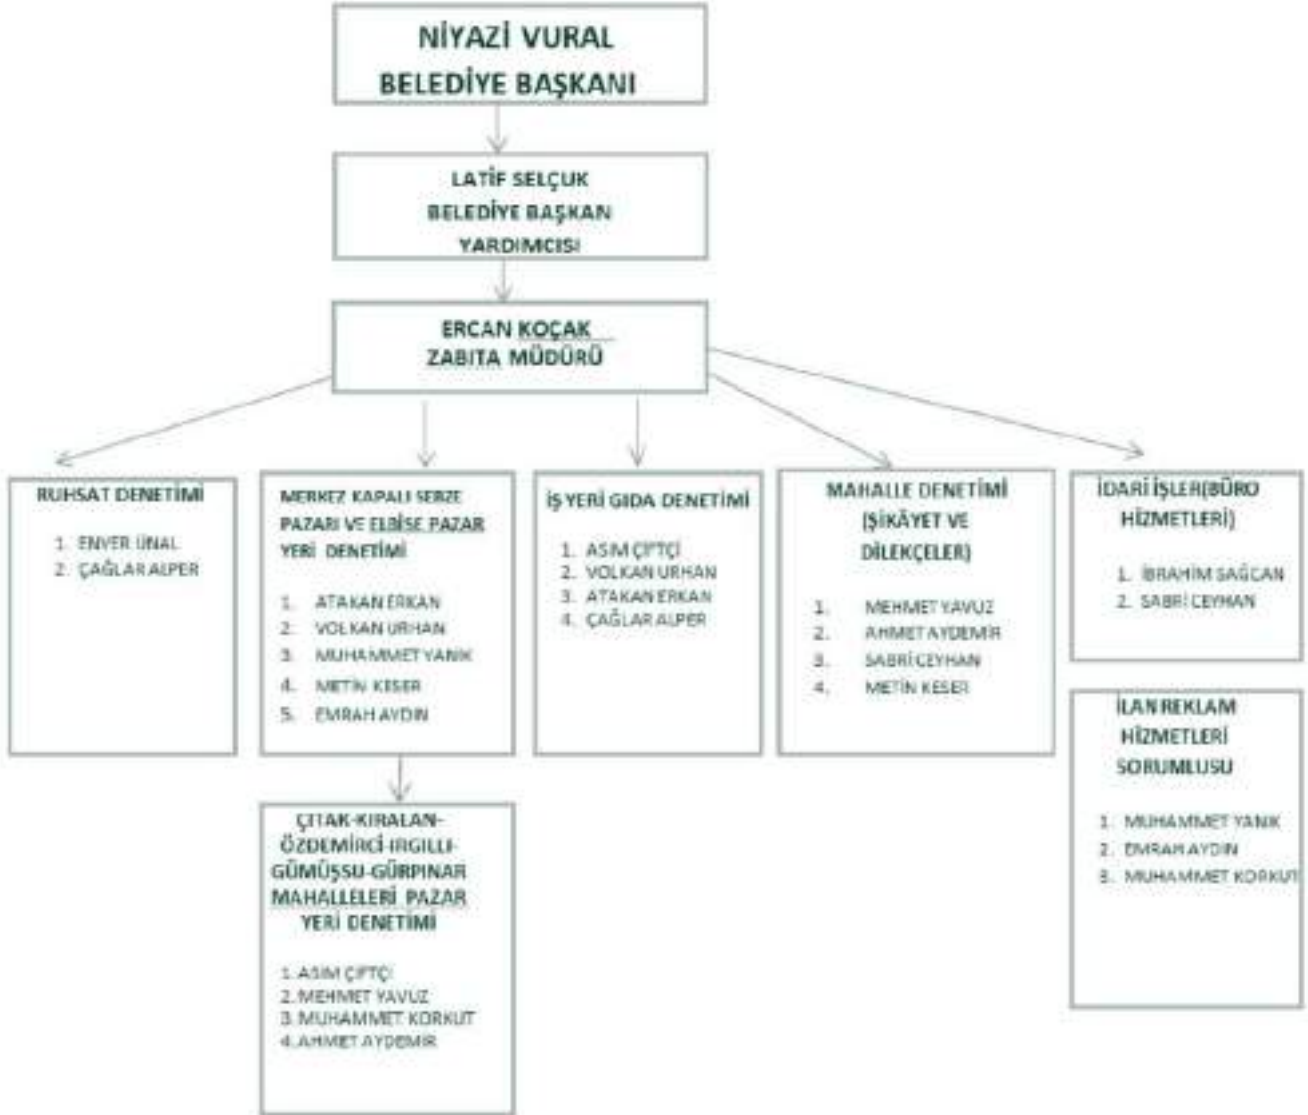 NİYAZİ VURAL
BELEDİYE BAŞKANI
LATİF SELÇUK
BELEDİYE BAŞKAN
YARDIMCISI
ERCAN KOÇAK
ZABITA MÜDÜRÜ
RUHSAT DENETİMİ
1. ENVER ÜNAL
2. ÇAĞLAR ALPER
MERKEZ KAPALI SEBZE
PAZARI VE ELBİSE PAZAR
YERİ DENETİMİ
1. ATAKAN ERKAN
2. VOLKAN URHAN
3. MUHAMMET YANIK
4. METİN KESER
5. EMRAH AYDIN
İŞ YERİ GIDA DENETİMİ
1. ASIM ÇİFTÇİ
2. VOLKAN URHAN
3. ATAKAN ERKAN
4. ÇAĞLAR ALPER
MAHALLE DENETİMİ
(ŞİKÂYET VE
DİLEKÇELER)
1. MEHMET YAVUZ
2. AHMET AYDEMİR
3. SABRİ CEYHAN
4. METİN KESER
İDARİ İŞLER(BÜRO
HİZMETLERİ)
1. İBRAHİM SAĞCAN
2. SABRİ CEYHAN
İLAN REKLAM
HİZMETLERİ
SORUMLUSU
1. MUHAMMET YANIK
2. EMRAH AYDIN
3. MUHAMMET KORKUT
ÇITAK-KIRALAN-
ÖZDEMİRCİ-IRGILLI-
GÜMÜŞSU-GÜRPINAR
MAHALLELERİ PAZAR
YERİ DENETİMİ
1. ASIM ÇİFTÇİ
2. MEHMET YAVUZ
3. MUHAMMET KORKUT
4. AHMET AYDEMİR